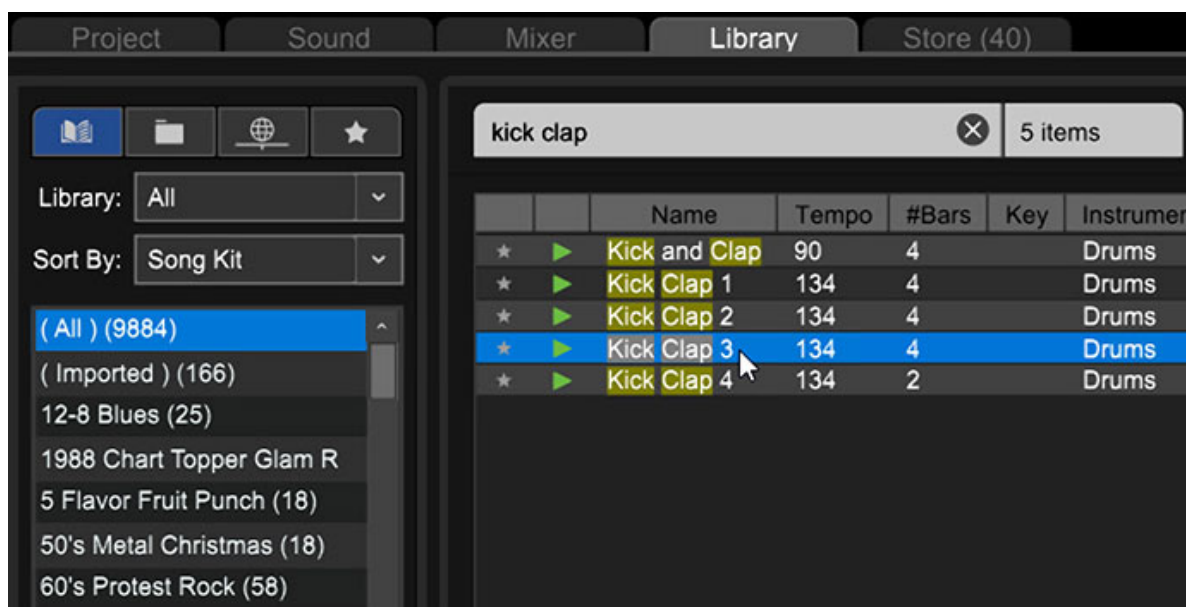 Project Sound Mixer Library Store (40)
Library: All
Sort By: Song Kit
( All ) (9884)
( Imported ) (166)
12-8 Blues (25)
1988 Chart Topper Glam R
5 Flavor Fruit Punch (18)
50's Metal Christmas (18)
60's Protest Rock (58)
kick clap 5 items
Name Tempo #Bars Key Instrumen
Kick and Clap 90 4 Drums
Kick Clap 1 134 4 Drums
Kick Clap 2 134 4 Drums
Kick Clap 3 134 4 Drums
Kick Clap 4 134 2 Drums